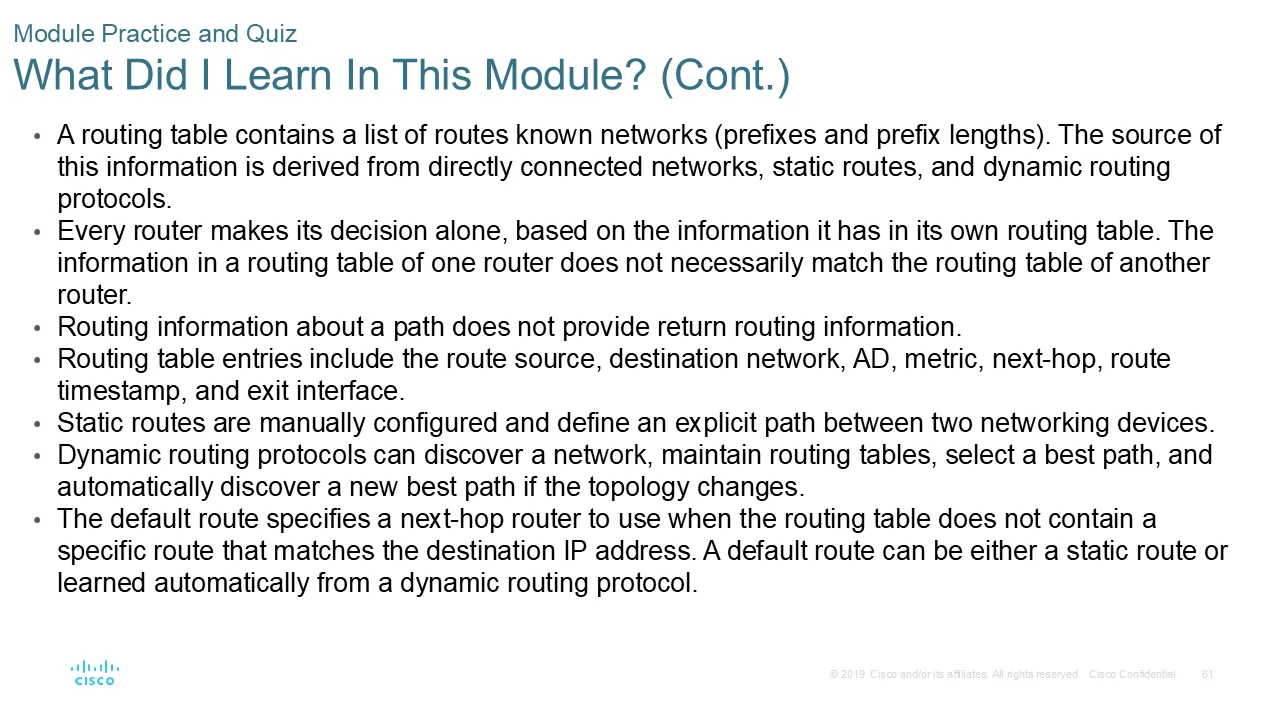 Module Practice and Quiz
What Did I Learn In This Module? (Cont.)
• A routing table contains a list of routes known networks (prefixes and prefix lengths). The source of
this information is derived from directly connected networks, static routes, and dynamic routing
protocols.
• Every router makes its decision alone, based on the information it has in its own routing table. The
information in a routing table of one router does not necessarily match the routing table of another
router.
• Routing information about a path does not provide return routing information.
• Routing table entries include the route source, destination network, AD, metric, next-hop, route
timestamp, and exit interface.
• Static routes are manually configured and define an explicit path between two networking devices.
• Dynamic routing protocols can discover a network, maintain routing tables, select a best path, and
automatically discover a new best path if the topology changes.
• The default route specifies a next-hop router to use when the routing table does not contain a
specific route that matches the destination IP address. A default route can be either a static route or
learned automatically from a dynamic routing protocol.
CISCO
© 2019 Cisco and/or its affiliates. All rights reserved. Cisco Confidential 61